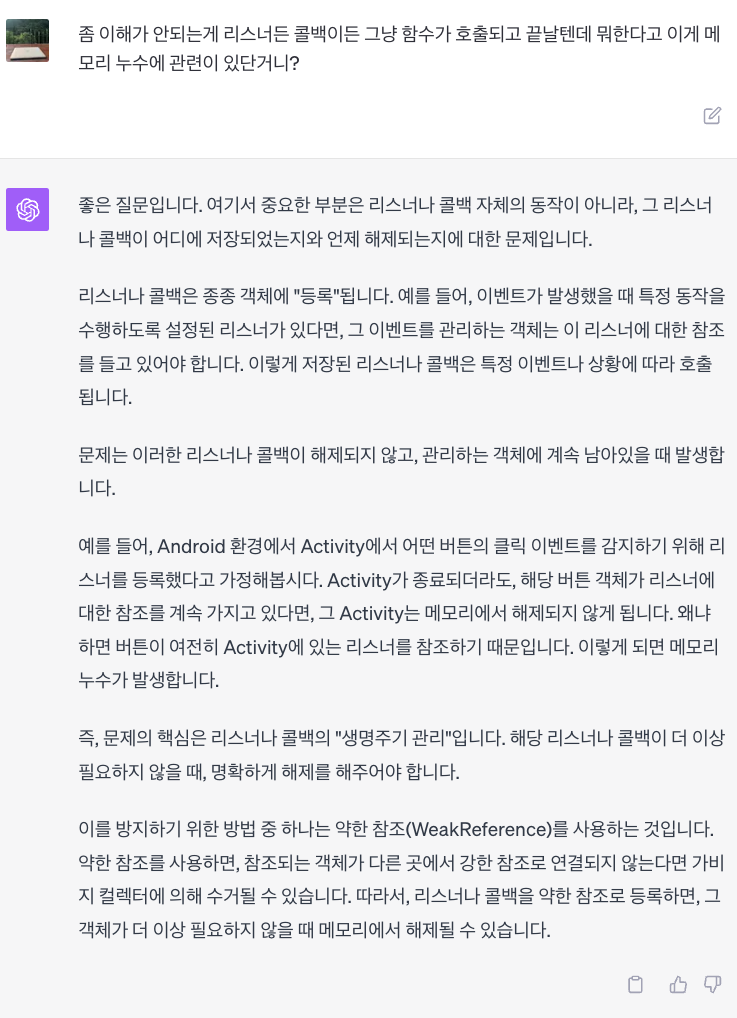 좀 이해가 안되는게 리스너든 콜백이든 그냥 함수가 호출되고 끝날텐데 뭐한다고 이게 메
모리 누수에 관련이 있단거니?
좋은 질문입니다. 여기서 중요한 부분은 리스너나 콜백 자체의 동작이 아니라, 그 리스너
나 콜백이 어디에 저장되었는지와 언제 해제되는지에 대한 문제입니다.
리스너나 콜백은 종종 객체에 "등록"됩니다. 예를 들어, 이벤트가 발생했을 때 특정 동작을
수행하도록 설정된 리스너가 있다면, 그 이벤트를 관리하는 객체는 이 리스너에 대한 참조
를 들고 있어야 합니다. 이렇게 저장된 리스너나 콜백은 특정 이벤트나 상황에 따라 호출
됩니다.
문제는 이러한 리스너나 콜백이 해제되지 않고, 관리하는 객체에 계속 남아있을 때 발생합
니다.
예를 들어, Android 환경에서 Activity에서 어떤 버튼의 클릭 이벤트를 감지하기 위해 리
스너를 등록했다고 가정해봅시다. Activity가 종료되더라도, 해당 버튼 객체가 리스너에
대한 참조를 계속 가지고 있다면, 그 Activity는 메모리에서 해제되지 않게 됩니다. 왜냐
하면 버튼이 여전히 Activity에 있는 리스너를 참조하기 때문입니다. 이렇게 되면 메모리
누수가 발생합니다.
즉, 문제의 핵심은 리스너나 콜백의 "생명주기 관리"입니다. 해당 리스너나 콜백이 더 이상
필요하지 않을 때, 명확하게 해제를 해주어야 합니다.
이를 방지하기 위한 방법 중 하나는 약한 참조(WeakReference)를 사용하는 것입니다.
약한 참조를 사용하면, 참조되는 객체가 다른 곳에서 강한 참조로 연결되지 않는다면 가비
지 컬렉터에 의해 수거될 수 있습니다. 따라서, 리스너나 콜백을 약한 참조로 등록하면, 그
객체가 더 이상 필요하지 않을 때 메모리에서 해제될 수 있습니다.